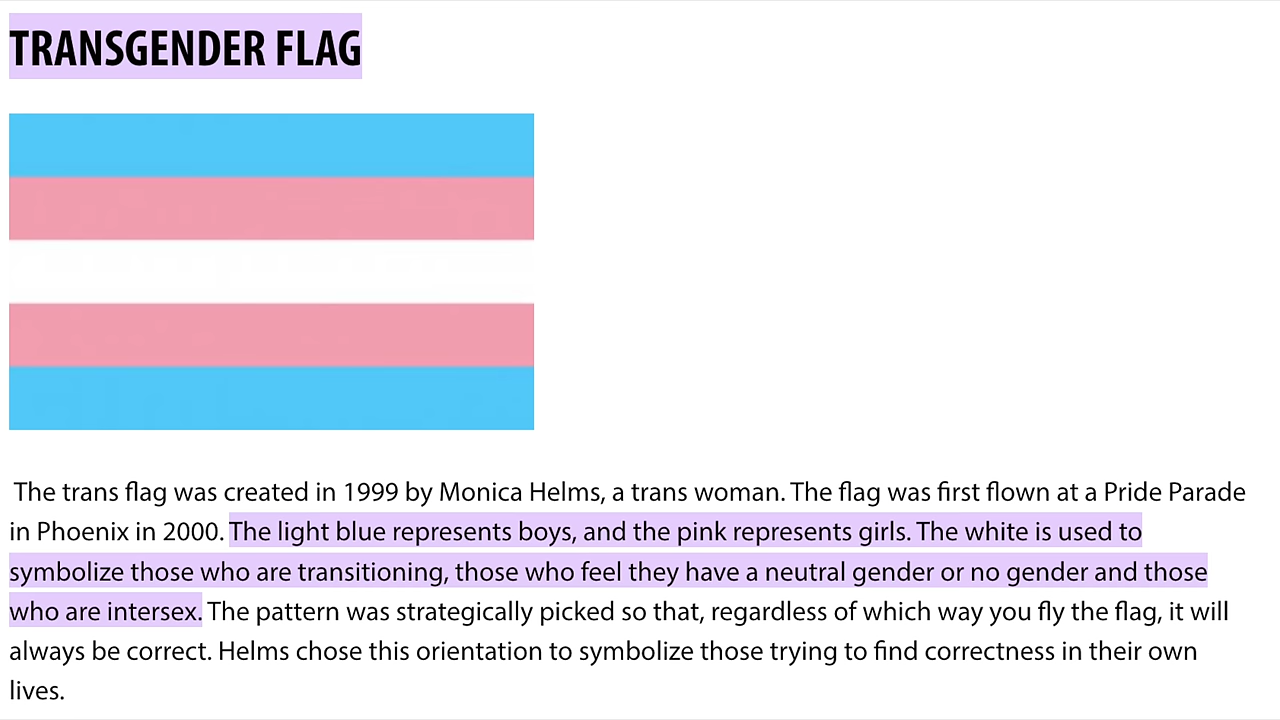 TRANSGENDER FLAG
The trans flag was created in 1999 by Monica Helms, a trans woman. The flag was first flown at a Pride Parade
in Phoenix in 2000. The light blue represents boys, and the pink represents girls. The white is used to
symbolize those who are transitioning, those who feel they have a neutral gender or no gender and those
who are intersex. The pattern was strategically picked so that, regardless of which way you fly the flag, it will
always be correct. Helms chose this orientation to symbolize those trying to find correctness in their own
lives.